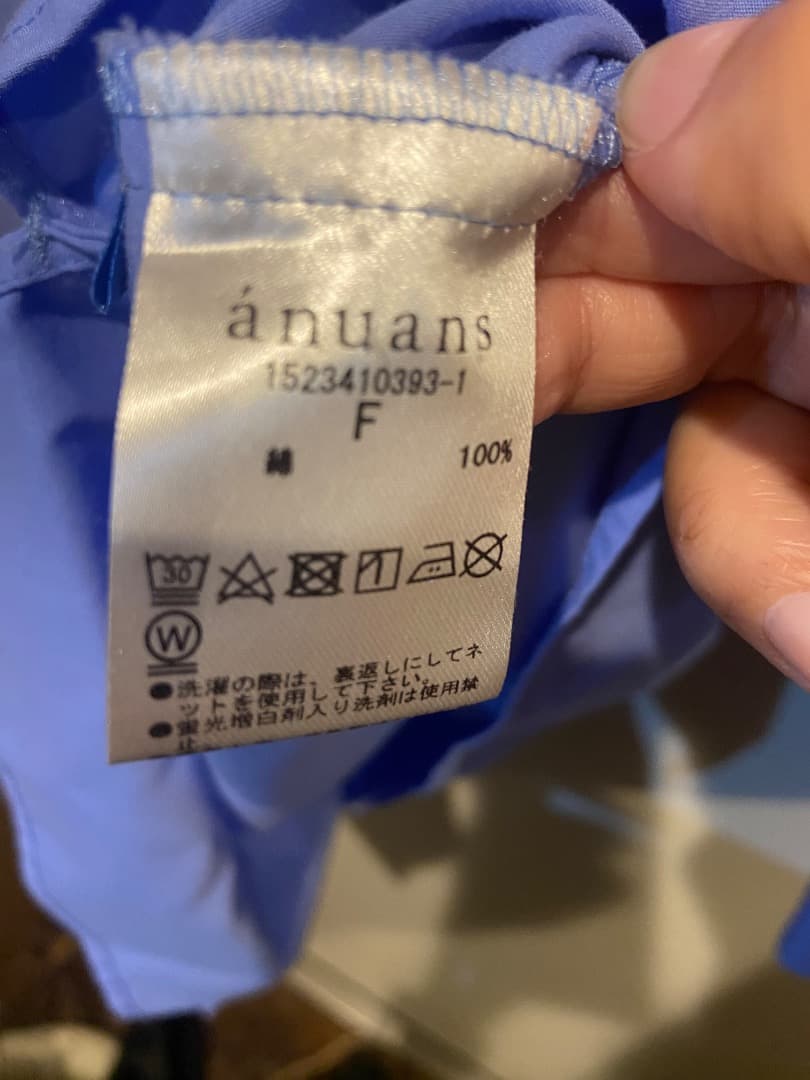 ánuans
1523410393-1
F
綿 100%
30
W
●洗濯の際は、裏返しにしてネ
ットを使用して下さい。
●蛍光増白剤入り洗剤は使用禁
止。